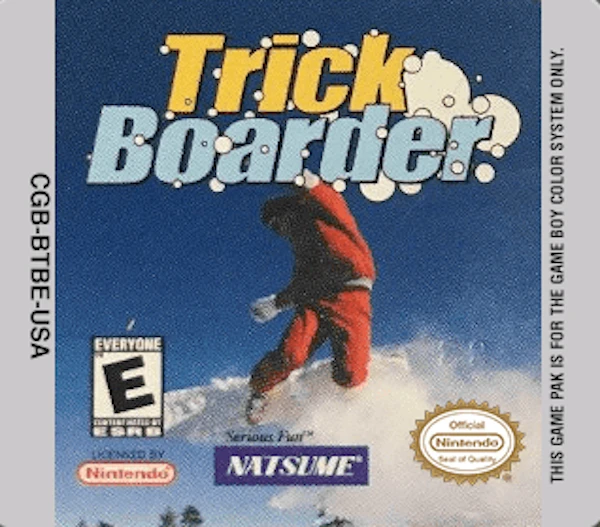 Trick
Boarder
CGB-BTBE-USA
THIS GAME PAK IS FOR THE GAME BOY COLOR SYSTEM ONLY.
EVERYONE
E
CONTENT RATED BY
ESRB
LICENSED BY
Nintendo
Serious Fun™
NATSUME®
Official
Nintendo
Seal of Quality